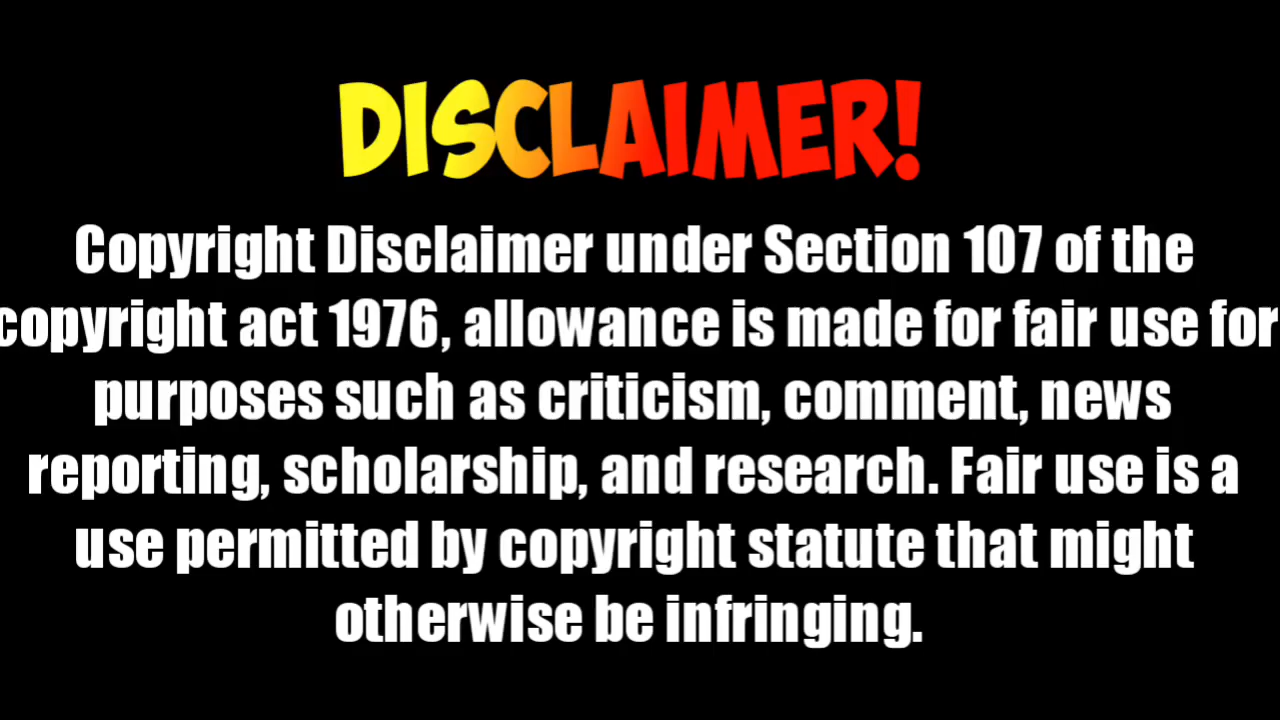 DISCLAIMER!
Copyright Disclaimer under Section 107 of the
copyright act 1976, allowance is made for fair use for
purposes such as criticism, comment, news
reporting, scholarship, and research. Fair use is a
use permitted by copyright statute that might
otherwise be infringing.